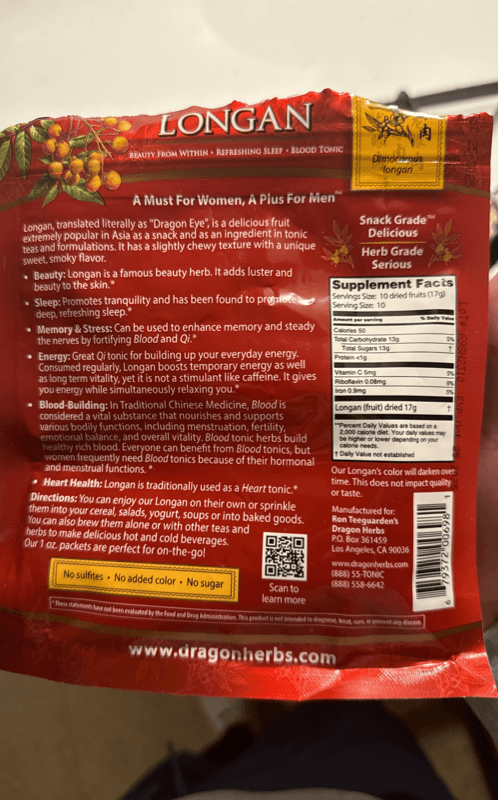 LONGAN
BEAUTY FROM WITHIN • REFRESHING SLEEP • BLOOD TONIC
肉
Dimocarpus
longan
A Must For Women, A Plus For Men™
Longan, translated literally as "Dragon Eye", is a delicious fruit
extremely popular in Asia as a snack and as an ingredient in tonic
teas and formulations. It has a slightly chewy texture with a unique
sweet, smoky flavor.
• Beauty: Longan is a famous beauty herb. It adds luster and
beauty to the skin.*
• Sleep: Promotes tranquility and has been found to promote
deep, refreshing sleep.*
• Memory & Stress: Can be used to enhance memory and steady
the nerves by fortifying Blood and Qi.*
• Energy: Great Qi tonic for building up your everyday energy.
Consumed regularly, Longan boosts temporary energy as well
as long term vitality, yet it is not a stimulant like caffeine. It gives
you energy while simultaneously relaxing you.*
• Blood-Building: In Traditional Chinese Medicine, Blood is
considered a vital substance that nourishes and supports
various bodily functions, including menstruation, fertility,
emotional balance, and overall vitality. Blood tonic herbs build
healthy rich blood. Everyone can benefit from Blood tonics, but
women frequently need Blood tonics because of their hormonal
and menstrual functions. *
• Heart Health: Longan is traditionally used as a Heart tonic.*
Directions: You can enjoy our Longan on their own or sprinkle
them into your cereal, salads, yogurt, soups or into baked goods.
You can also brew them alone or with other teas and
herbs to make delicious hot and cold beverages.
Our 1 oz. packets are perfect for on-the-go!
No sulfites • No added color • No sugar
Scan to
learn more
Snack Grade™
Delicious
Herb Grade
Serious
Supplement Facts
Servings Size: 10 dried fruits (17g)
Serving Size: 10
Amount per serving % Daily Value
Calories 50
Total Carbohydrate 13g 5%
Total Sugars 13g †
Protein <1g
Vitamin C 5mg
Riboflavin 0.08mg
Iron 0.9mg 5%
Longan (fruit) dried 17g †
**Percent Daily Values are based on a
2,000 calorie diet. Your daily values may
be higher or lower depending on your
calorie needs.
† Daily Value not established
Our Longan's color will darken over
time. This does not impact quality
or taste.
Manufactured for:
Ron Teeguarden's
Dragon Herbs
P.O. Box 361459
Los Angeles, CA 90036
www.dragonherbs.com
(888) 55-TONIC
(888) 558-6642
6 79372 00698 1
*These statements have not been evaluated by the Food and Drug Administration. This product is not intended to diagnose, treat, cure, or prevent any disease.
www.dragonherbs.com